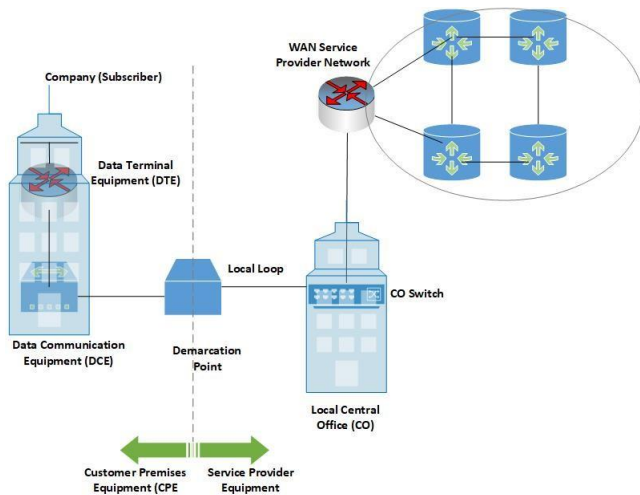 WAN Service
Provider Network
Company (Subscriber)
Data Terminal
Equipment (DTE)
Local Loop
CO Switch
Data Communication
Equipment (DCE)
Demarcation
Point
Local Central
Office (CO)
Customer Premises
Equipment (CPE
Service Provider
Equipment